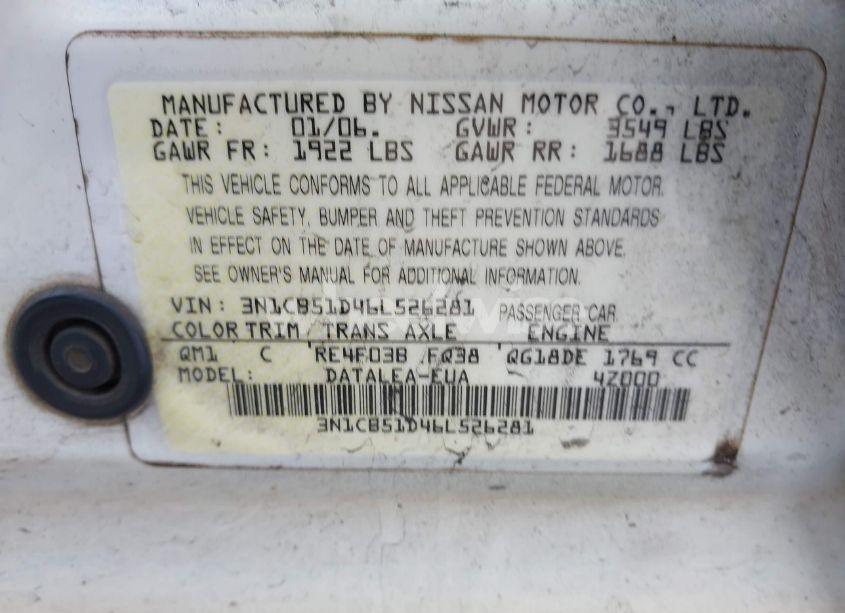 MANUFACTURED BY NISSAN MOTOR CO., LTD.
DATE: 01/06. GVWR: 3549 LBS
GAWR FR: 1922 LBS GAWR RR: 1688 LBS
THIS VEHICLE CONFORMS TO ALL APPLICABLE FEDERAL MOTOR
VEHICLE SAFETY, BUMPER AND THEFT PREVENTION STANDARDS
IN EFFECT ON THE DATE OF MANUFACTURE SHOWN ABOVE.
SEE OWNER'S MANUAL FOR ADDITIONAL INFORMATION.
VIN: 3N1CB51D46L526281 PASSENGER CAR
COLOR TRIM TRANS AXLE ENGINE
QM1 C RE4F03B FQ38 QG18DE 1769 CC
MODEL: DATALEA-EUA 4Z000
3N1CB51D46L526281